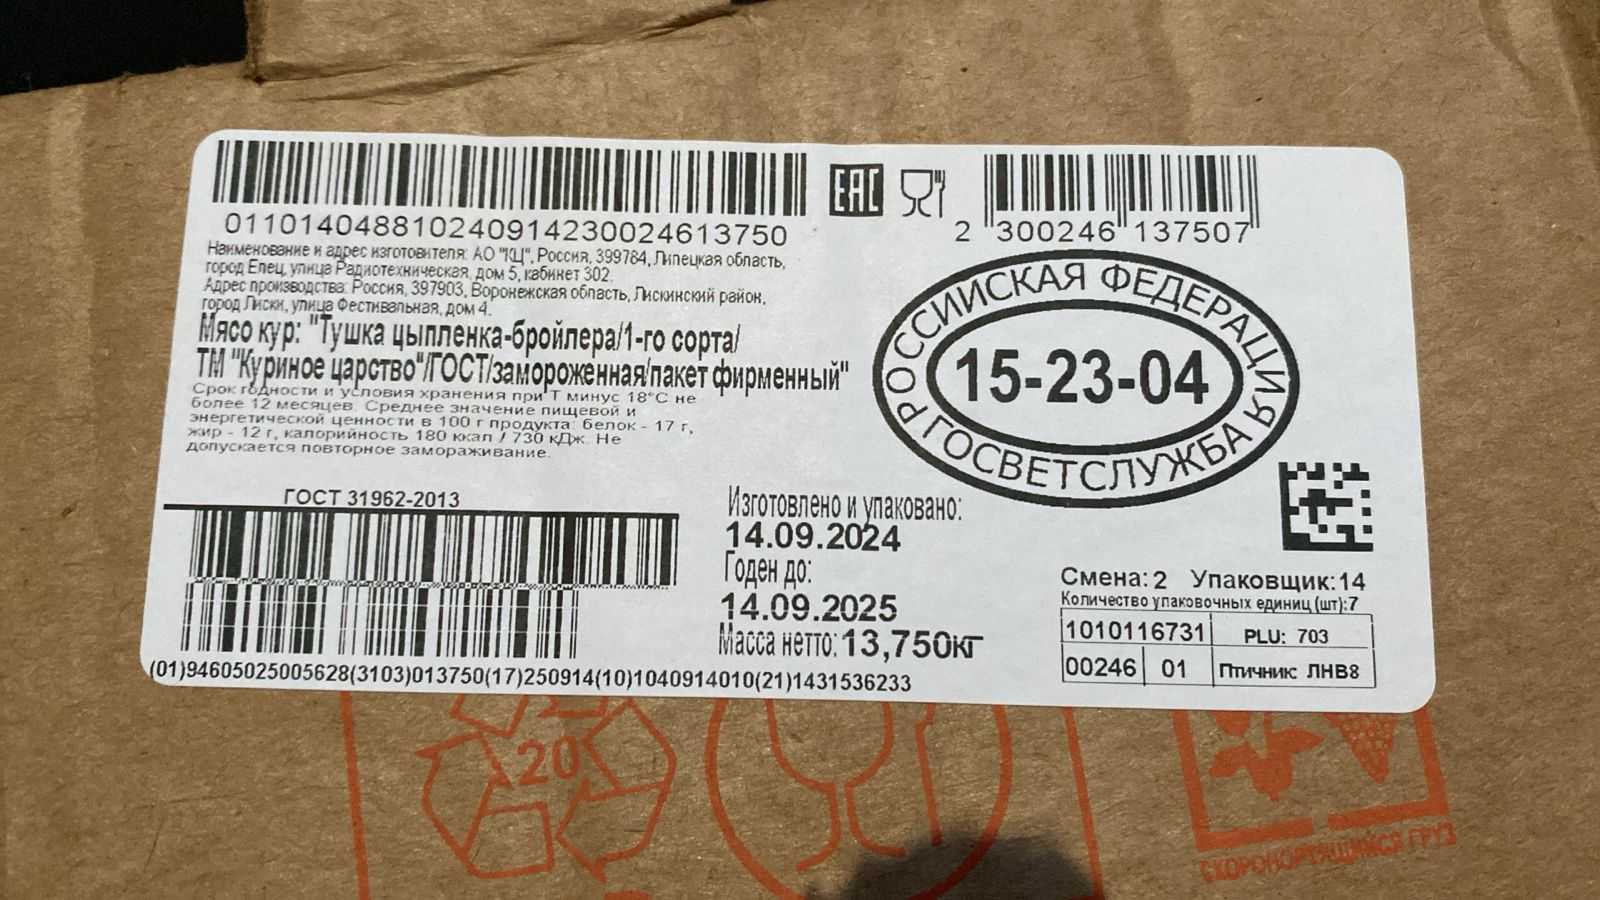 011014048810240914230024613750
EAC
2 300246 137507
Наименование и адрес изготовителя: АО "КЦ", Россия, 399784, Липецкая область,
город Елец, улица Радиотехническая, дом 5, кабинет 302.
Адрес производства: Россия, 397903, Воронежская область, Лискинский район,
город Лиски, улица Фестивальная, дом 4.
Мясо кур: "Тушка цыпленка-бройлера/1-го сорта/
ТМ "Куриное царство"/ГОСТ/замороженная/пакет фирменный"
Срок годности и условия хранения при Т минус 18°С не
более 12 месяцев. Среднее значение пищевой и
энергетической ценности в 100 г продукта: белок - 17 г,
жир - 12 г, калорийность 180 ккал / 730 кДж. Не
допускается повторное замораживание.
РОССИЙСКАЯ ФЕДЕРАЦИЯ
15-23-04
ГОСВЕТСЛУЖБА
ГОСТ 31962-2013
Изготовлено и упаковано:
14.09.2024
Годен до:
14.09.2025
Масса нетто: 13,750кг
Смена: 2 Упаковщик: 14
Количество упаковочных единиц (шт): 7
1010116731 PLU: 703
00246 01 Птичник: ЛНВ8
(01)94605025005628(3103)013750(17)250914(10)1040914010(21)1431536233
20
СКОРОПОРТЯЩИЙСЯ ГРУЗ